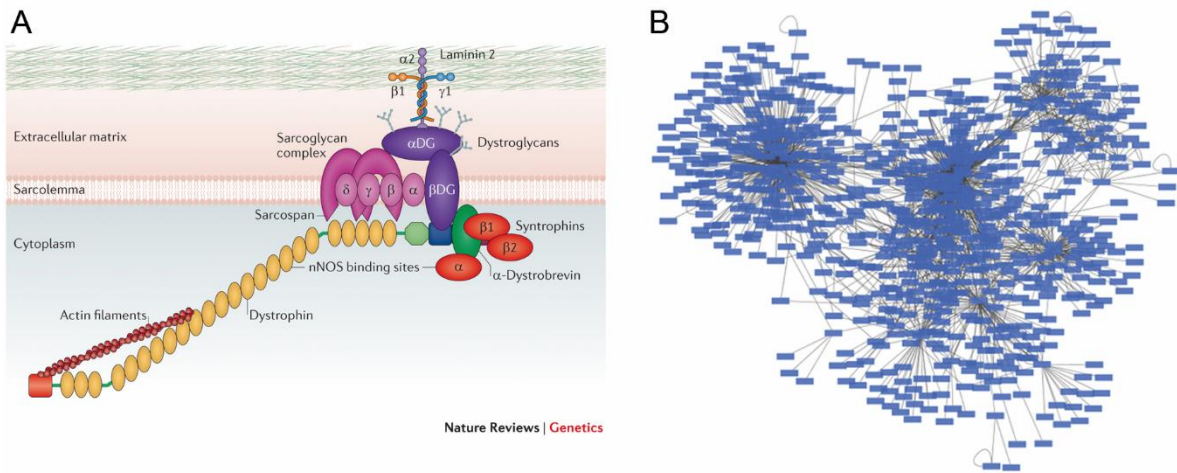 A
B
Laminin 2
α2
β1
γ1
Extracellular matrix
Sarcoglycan
complex
αDG
Dystroglycans
Sarcolemma
δ
γ
β
α
βDG
Sarcospan
Cytoplasm
β1
Syntrophins
β2
nNOS binding sites
α
α-Dystrobrevin
Actin filaments
Dystrophin
Nature Reviews | Genetics